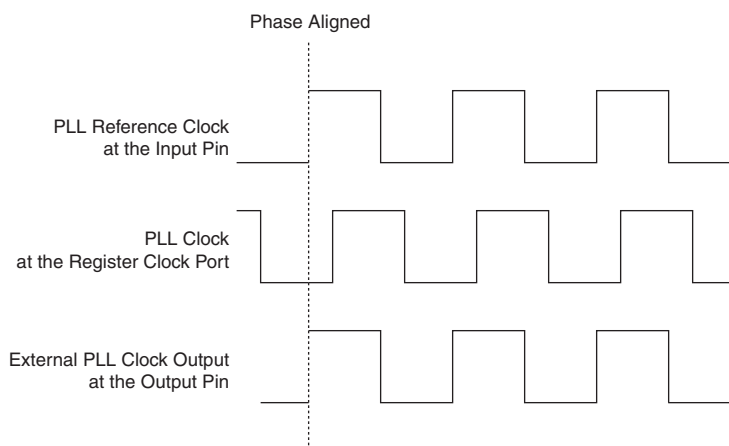 Phase Aligned
PLL Reference Clock
at the Input Pin
PLL Clock
at the Register Clock Port
External PLL Clock Output
at the Output Pin